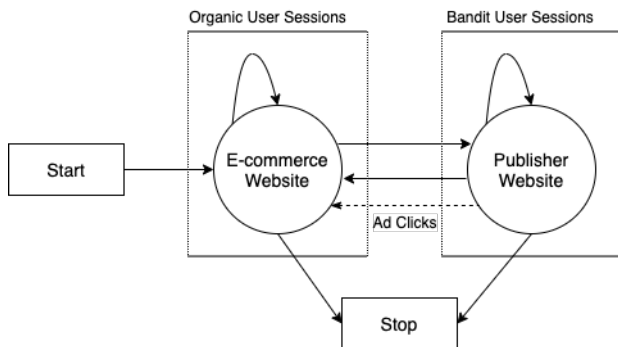 Organic User Sessions
Bandit User Sessions
Start
E-commerce
Website
Publisher
Website
Ad Clicks
Stop